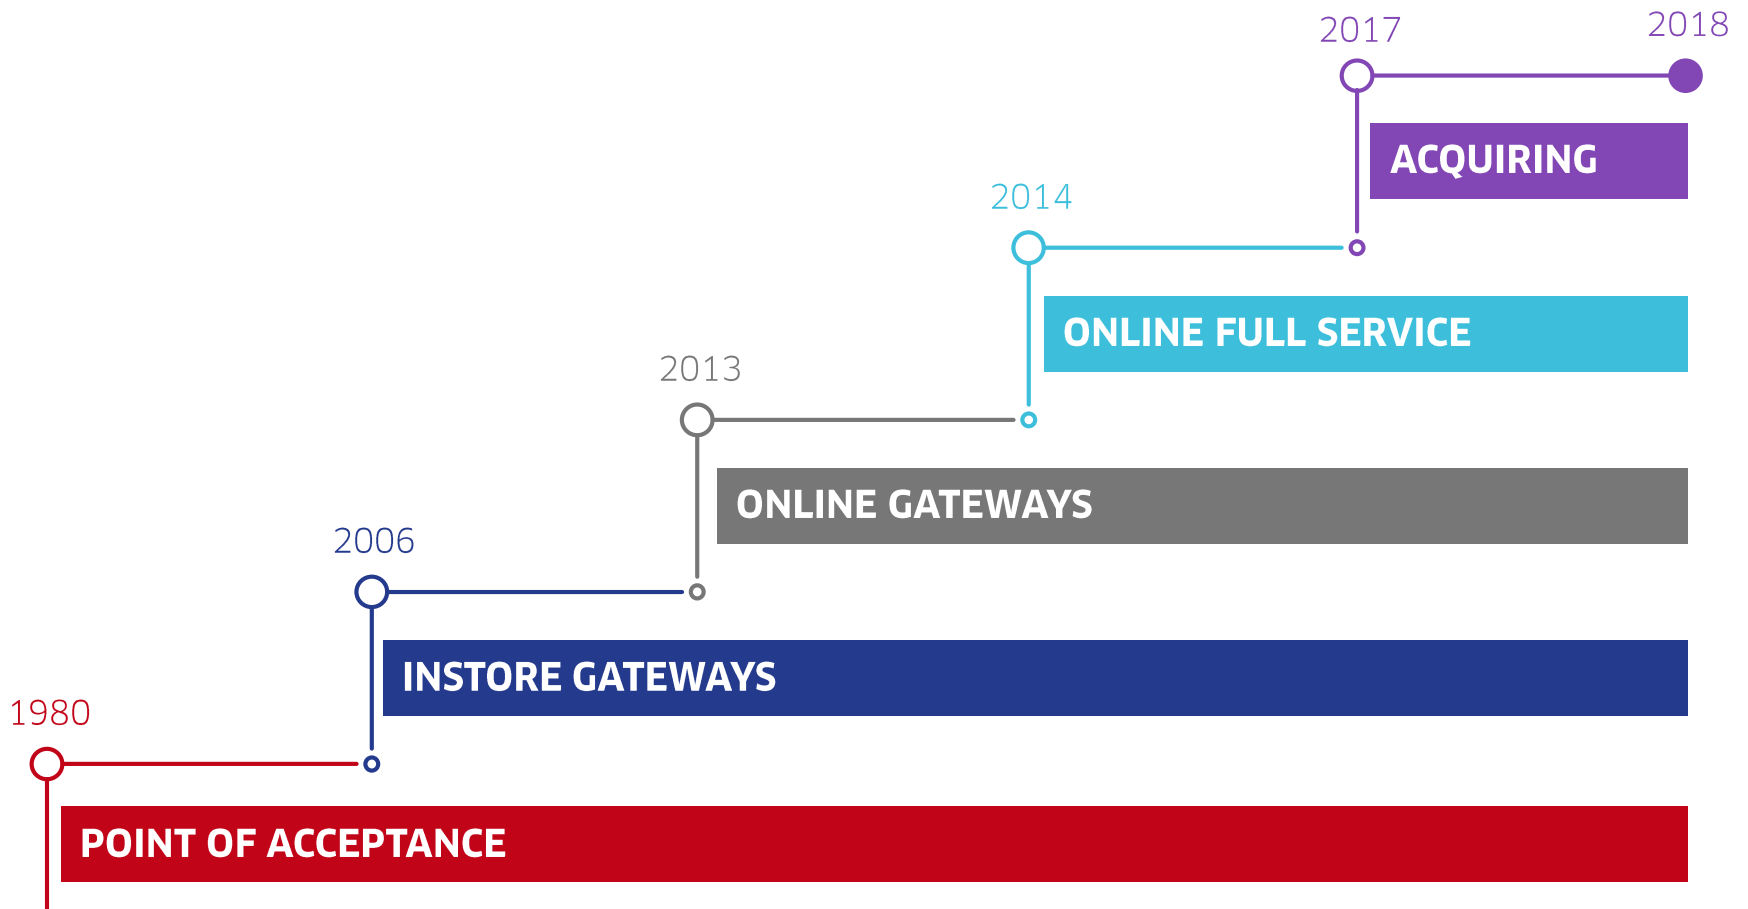 2017
2018
ACQUIRING
2014
ONLINE FULL SERVICE
2013
ONLINE GATEWAYS
2006
INSTORE GATEWAYS
1980
POINT OF ACCEPTANCE